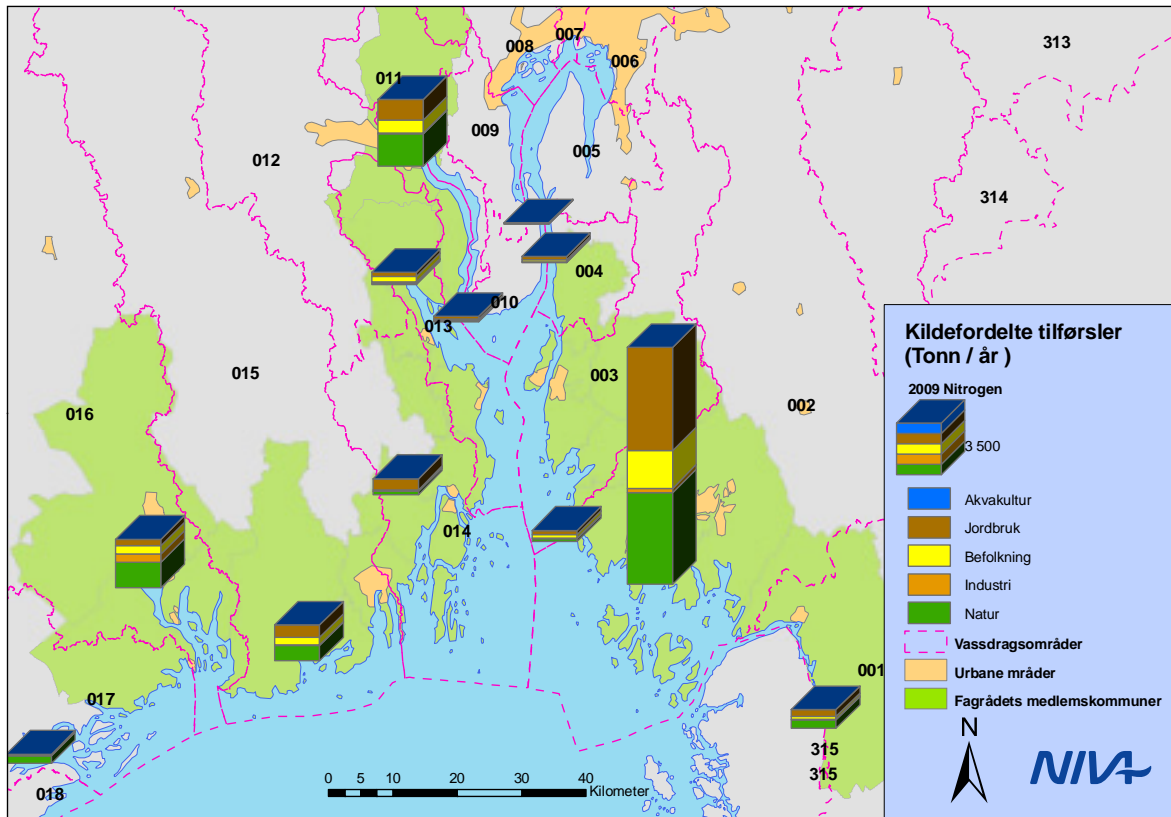 007
008
313
006
011
009
012
005
314
004
010
013
003
015
016
002
014
001
017
315
315
018
0 5 10 20 30 40
Kilometer
Kildefordelte tilførsler
(Tonn / år )
2009 Nitrogen
3 500
Akvakultur
Jordbruk
Befolkning
Industri
Natur
Vassdragsområder
Urbane mråder
Fagrådets medlemskommuner
N
NIVA